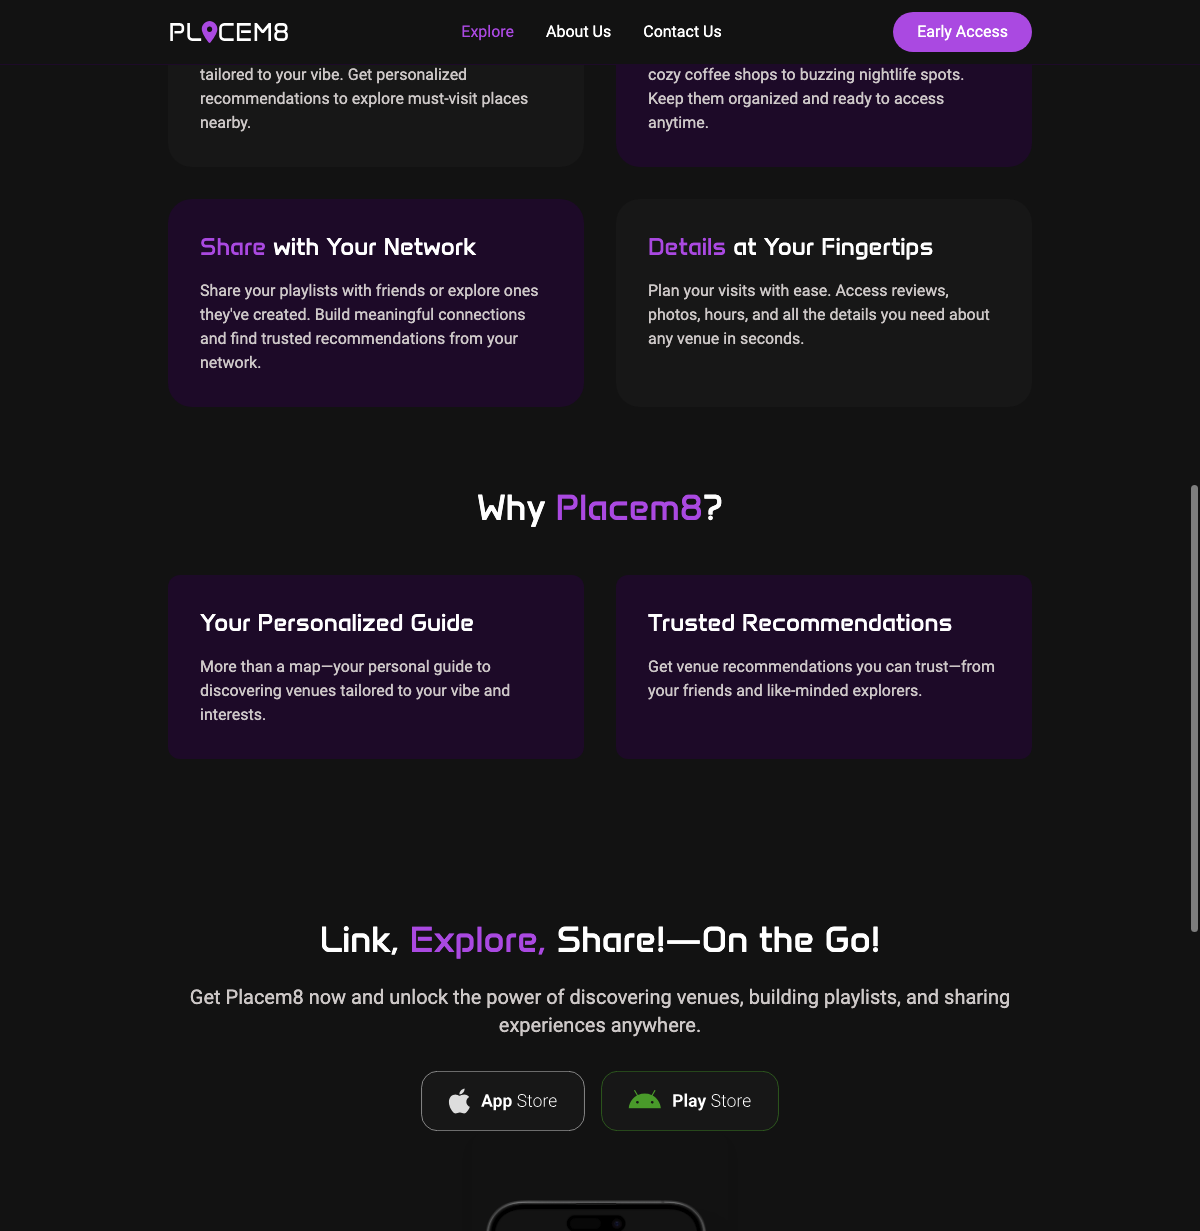 PLACEM8
Explore
About Us
Contact Us
Early Access
tailored to your vibe. Get personalized
recommendations to explore must-visit places
nearby.
cozy coffee shops to buzzing nightlife spots.
Keep them organized and ready to access
anytime.
Share with Your Network
Share your playlists with friends or explore ones
they've created. Build meaningful connections
and find trusted recommendations from your
network.
Details at Your Fingertips
Plan your visits with ease. Access reviews,
photos, hours, and all the details you need about
any venue in seconds.
Why Placem8?
Your Personalized Guide
More than a map—your personal guide to
discovering venues tailored to your vibe and
interests.
Trusted Recommendations
Get venue recommendations you can trust—from
your friends and like-minded explorers.
Link, Explore, Share!—On the Go!
Get Placem8 now and unlock the power of discovering venues, building playlists, and sharing
experiences anywhere.
App Store
Play Store